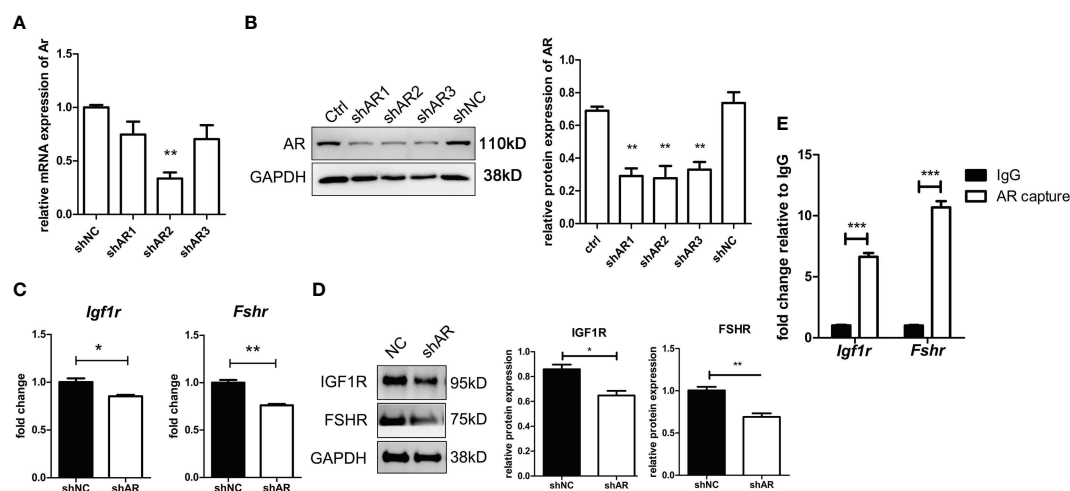 A
relative mRNA expression of Ar
1.5
1.0
0.5
0.0
**
shNC
shAR1
shAR2
shAR3
B
Ctrl
shAR1
shAR2
shAR3
shNC
AR
110kD
GAPDH
38kD
relative protein expression of AR
1.0
0.8
0.6
0.4
0.2
0.0
**
**
**
ctrl
shAR1
shAR2
shAR3
shNC
E
IgG
AR capture
fold change relative to IgG
15
10
5
0
***
***
Igf1r
Fshr
C
Igf1r
fold change
1.5
1.0
0.5
0.0
*
shNC
shAR
Fshr
fold change
1.5
1.0
0.5
0.0
**
shNC
shAR
D
NC
shAR
IGF1R
95kD
FSHR
75kD
GAPDH
38kD
IGF1R
relative protein expression
1.0
0.8
0.6
0.4
0.2
0.0
*
shNC
shAR
FSHR
relative protein expression
1.5
1.0
0.5
0.0
**
shNC
shAR